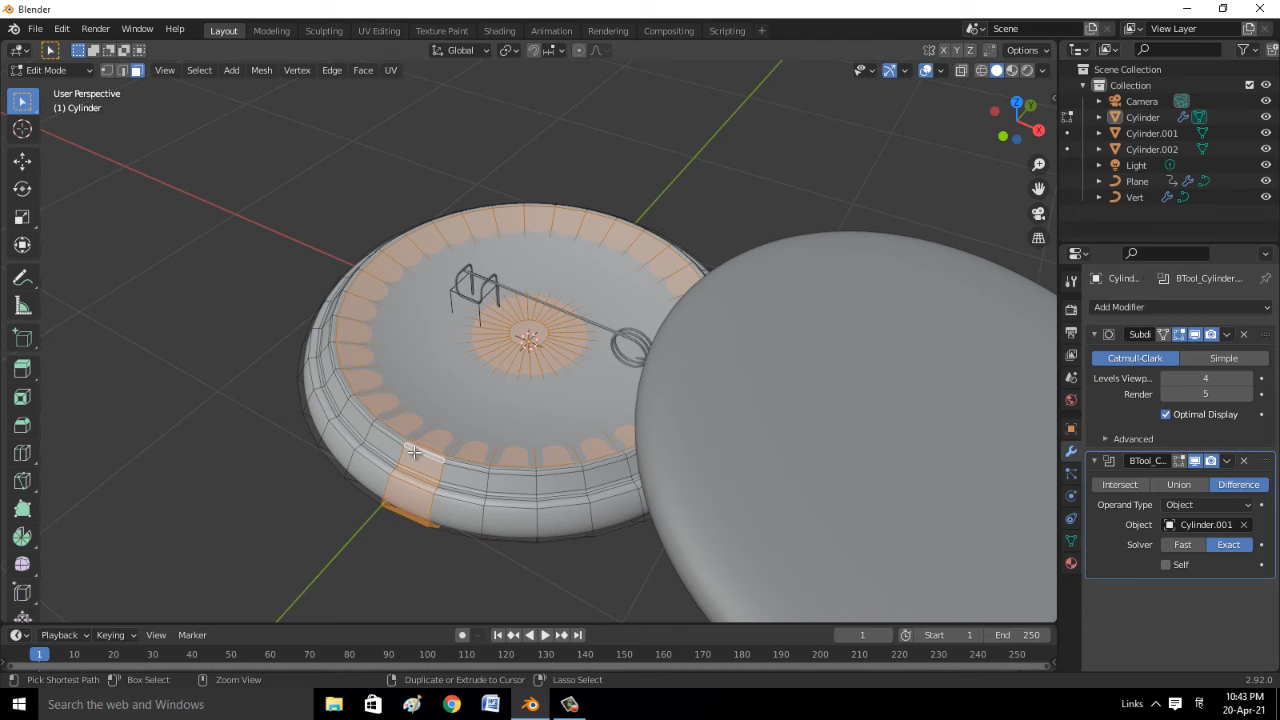 Blender
File Edit Render Window Help Layout Modeling Sculpting UV Editing Texture Paint Shading Animation Rendering Compositing Scripting + Scene View Layer
Global X Y Z Options
Edit Mode View Select Add Mesh Vertex Edge Face UV
User Perspective
(1) Cylinder
Z Y X
Scene Collection
Collection
Camera
Cylinder
Cylinder.001
Cylinder.002
Light
Plane
Vert
Cylind... BTool_Cylinder...
Add Modifier
Subdi
Catmull-Clark Simple
Levels Viewp... 4
Render 5
Optimal Display
Advanced
BTool_C...
Intersect Union Difference
Operand Type Object
Object Cylinder.001
Solver Fast Exact
Self
Playback Keying View Marker 1 Start 1 End 250
1 10 20 30 40 50 60 70 80 90 100 110 120 130 140 150 160 170 180 190 200 210 220 230 240 250
Pick Shortest Path Box Select Zoom View Duplicate or Extrude to Cursor Lasso Select 2.92.0
Search the web and Windows Links 10:43 PM
20-Apr-21